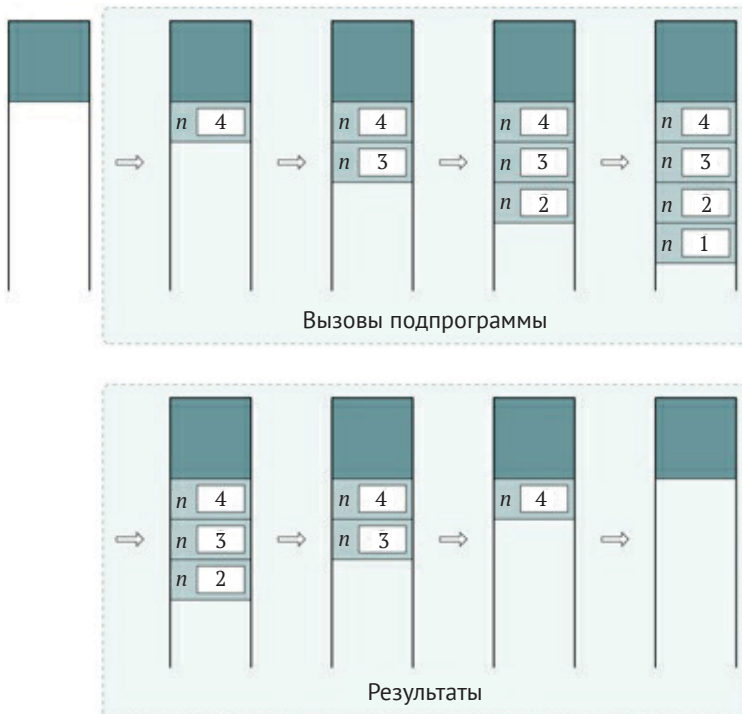 n 4 n 4 n 4 n 4
n 3 n 3 n 3
n 2 n 2
n 1
Вызовы подпрограммы
n 4 n 4 n 4
n 3 n 3
n 2
Результаты